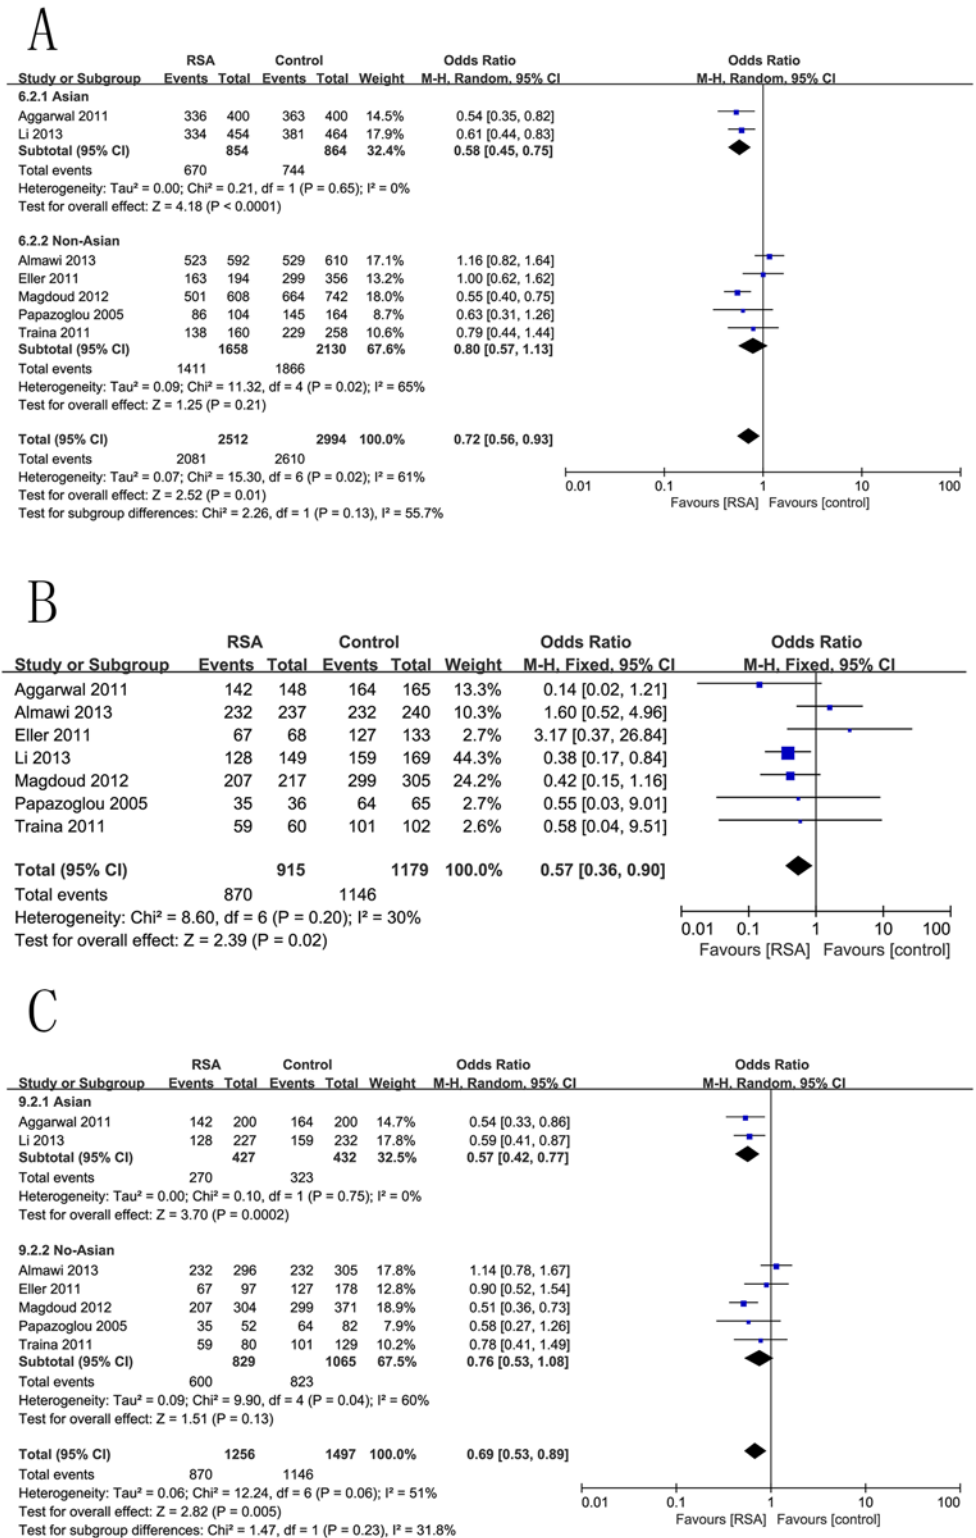 A
RSA Control Odds Ratio Odds Ratio
Study or Subgroup Events Total Events Total Weight M-H, Random, 95% CI M-H, Random, 95% CI
6.2.1 Asian
Aggarwal 2011 336 400 363 400 14.5% 0.54 [0.35, 0.82]
Li 2013 334 454 381 464 17.9% 0.61 [0.44, 0.83]
Subtotal (95% CI) 854 864 32.4% 0.58 [0.45, 0.75]
Total events 670 744
Heterogeneity: Tau² = 0.00; Chi² = 0.21, df = 1 (P = 0.65); I² = 0%
Test for overall effect: Z = 4.18 (P < 0.0001)
6.2.2 Non-Asian
Almawi 2013 523 592 529 610 17.1% 1.16 [0.82, 1.64]
Eller 2011 163 194 299 356 13.2% 1.00 [0.62, 1.62]
Magdoud 2012 501 608 664 742 18.0% 0.55 [0.40, 0.75]
Papazoglou 2005 86 104 145 164 8.7% 0.63 [0.31, 1.26]
Traina 2011 138 160 229 258 10.6% 0.79 [0.44, 1.44]
Subtotal (95% CI) 1658 2130 67.6% 0.80 [0.57, 1.13]
Total events 1411 1866
Heterogeneity: Tau² = 0.09; Chi² = 11.32, df = 4 (P = 0.02); I² = 65%
Test for overall effect: Z = 1.25 (P = 0.21)
Total (95% CI) 2512 2994 100.0% 0.72 [0.56, 0.93]
Total events 2081 2610
Heterogeneity: Tau² = 0.07; Chi² = 15.30, df = 6 (P = 0.02); I² = 61%
Test for overall effect: Z = 2.52 (P = 0.01)
Test for subgroup differences: Chi² = 2.26, df = 1 (P = 0.13), I² = 55.7%
0.01 0.1 1 10 100
Favours [RSA] Favours [control]
B
RSA Control Odds Ratio Odds Ratio
Study or Subgroup Events Total Events Total Weight M-H, Fixed, 95% CI M-H, Fixed, 95% CI
Aggarwal 2011 142 148 164 165 13.3% 0.14 [0.02, 1.21]
Almawi 2013 232 237 232 240 10.3% 1.60 [0.52, 4.96]
Eller 2011 67 68 127 133 2.7% 3.17 [0.37, 26.84]
Li 2013 128 149 159 169 44.3% 0.38 [0.17, 0.84]
Magdoud 2012 207 217 299 305 24.2% 0.42 [0.15, 1.16]
Papazoglou 2005 35 36 64 65 2.7% 0.55 [0.03, 9.01]
Traina 2011 59 60 101 102 2.6% 0.58 [0.04, 9.51]
Total (95% CI) 915 1179 100.0% 0.57 [0.36, 0.90]
Total events 870 1146
Heterogeneity: Chi² = 8.60, df = 6 (P = 0.20); I² = 30%
Test for overall effect: Z = 2.39 (P = 0.02)
0.01 0.1 1 10 100
Favours [RSA] Favours [control]
C
RSA Control Odds Ratio Odds Ratio
Study or Subgroup Events Total Events Total Weight M-H, Random, 95% CI M-H, Random, 95% CI
9.2.1 Asian
Aggarwal 2011 142 200 164 200 14.7% 0.54 [0.33, 0.86]
Li 2013 128 227 159 232 17.8% 0.59 [0.41, 0.87]
Subtotal (95% CI) 427 432 32.5% 0.57 [0.42, 0.77]
Total events 270 323
Heterogeneity: Tau² = 0.00; Chi² = 0.10, df = 1 (P = 0.75); I² = 0%
Test for overall effect: Z = 3.70 (P = 0.0002)
9.2.2 No-Asian
Almawi 2013 232 296 232 305 17.8% 1.14 [0.78, 1.67]
Eller 2011 67 97 127 178 12.8% 0.90 [0.52, 1.54]
Magdoud 2012 207 304 299 371 18.9% 0.51 [0.36, 0.73]
Papazoglou 2005 35 52 64 82 7.9% 0.58 [0.27, 1.26]
Traina 2011 59 80 101 129 10.2% 0.78 [0.41, 1.49]
Subtotal (95% CI) 829 1065 67.5% 0.76 [0.53, 1.08]
Total events 600 823
Heterogeneity: Tau² = 0.09; Chi² = 9.90, df = 4 (P = 0.04); I² = 60%
Test for overall effect: Z = 1.51 (P = 0.13)
Total (95% CI) 1256 1497 100.0% 0.69 [0.53, 0.89]
Total events 870 1146
Heterogeneity: Tau² = 0.06; Chi² = 12.24, df = 6 (P = 0.06); I² = 51%
Test for overall effect: Z = 2.82 (P = 0.005)
Test for subgroup differences: Chi² = 1.47, df = 1 (P = 0.23), I² = 31.8%
0.01 0.1 1 10 100
Favours [RSA] Favours [control]